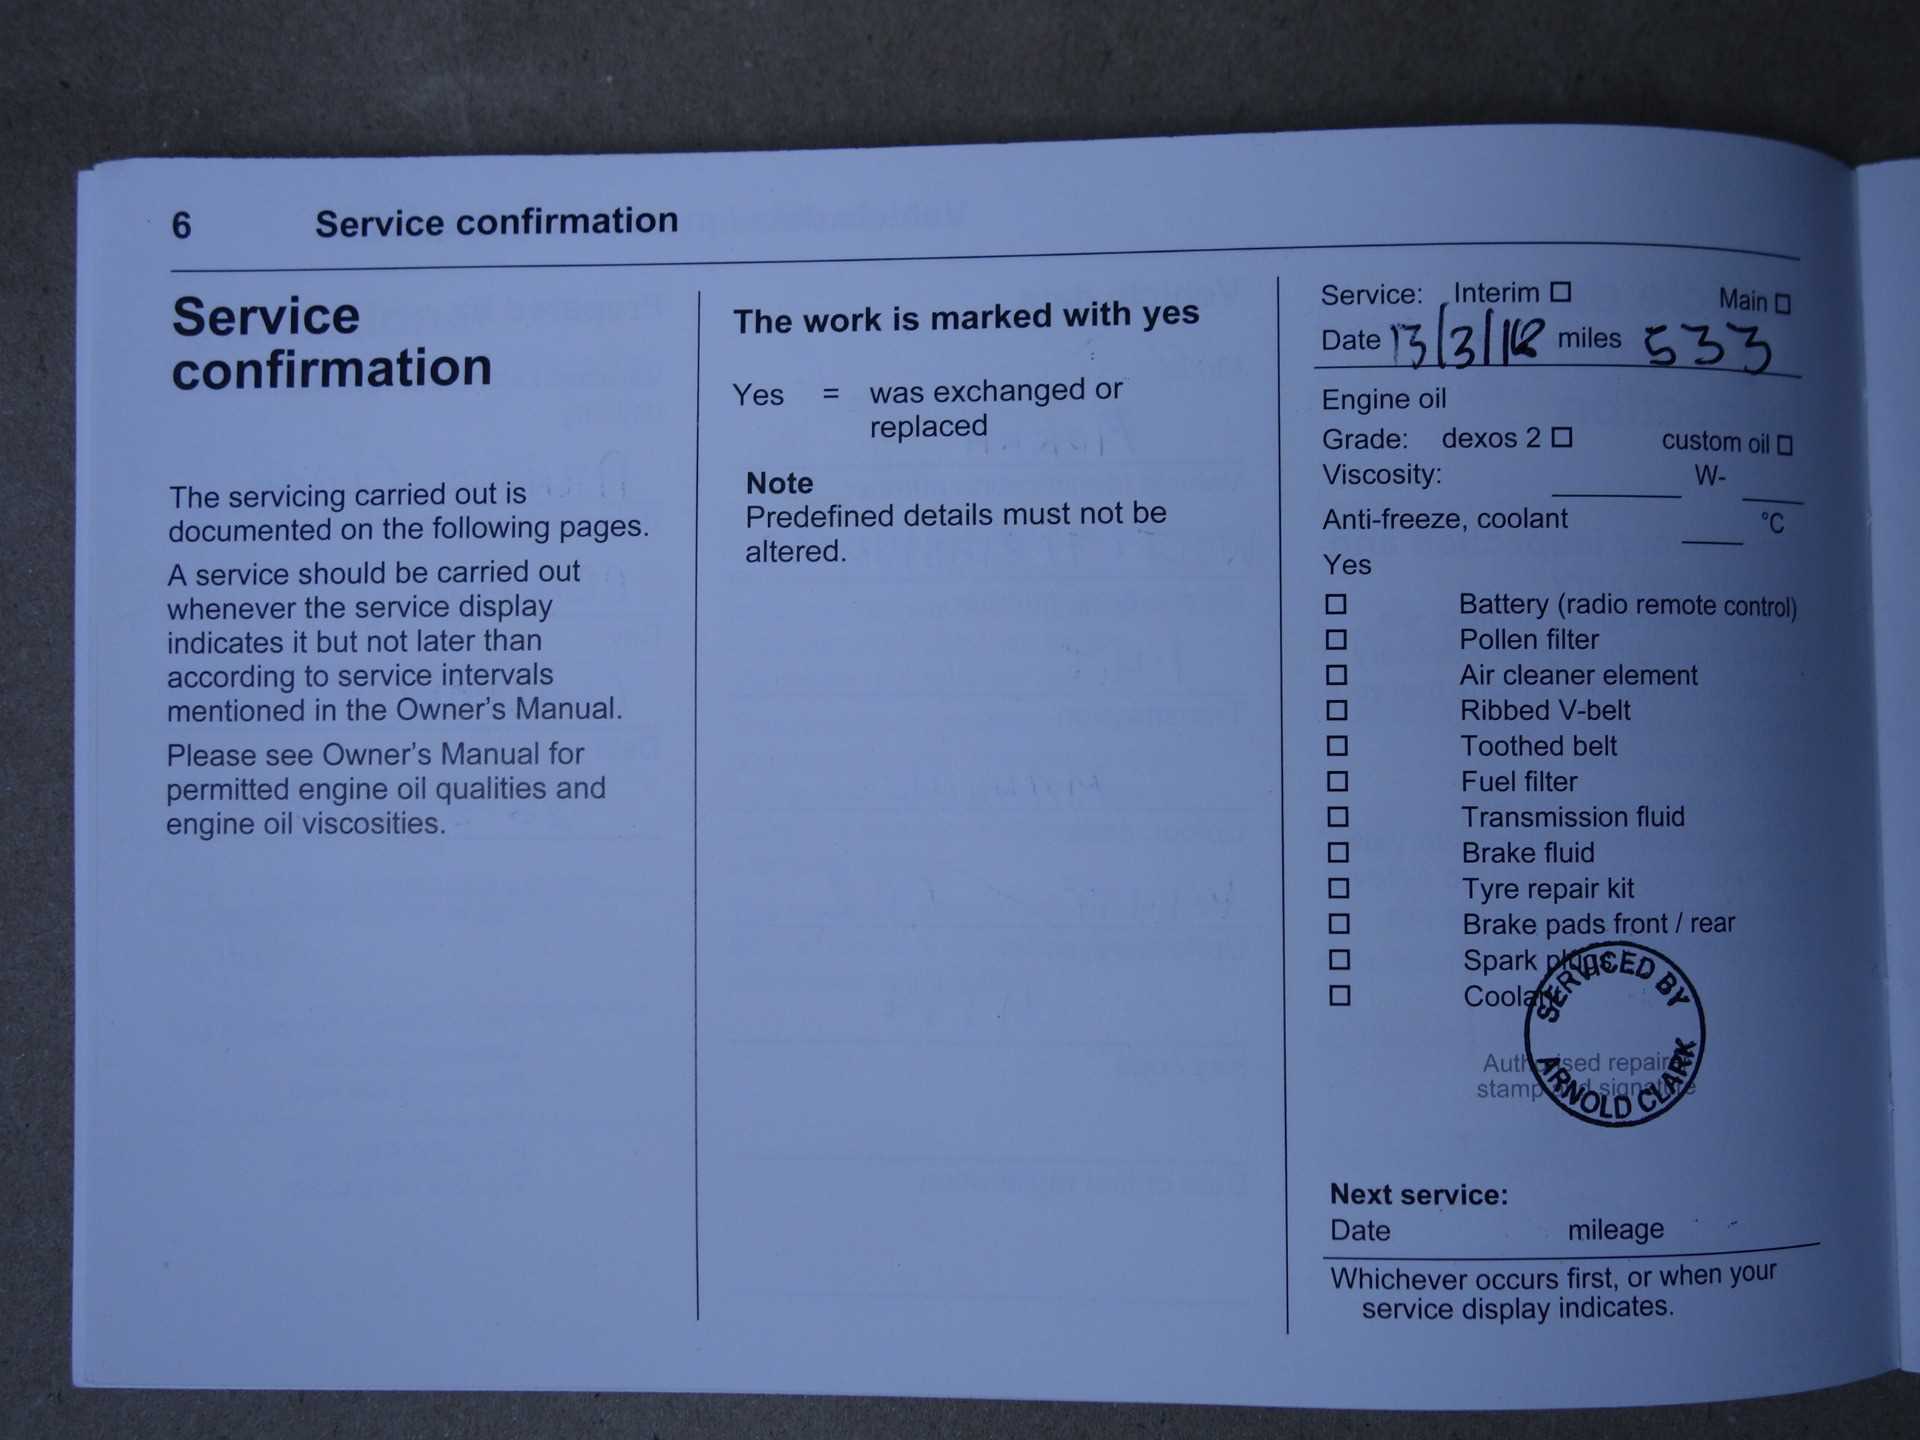 6 Service confirmation
Service
confirmation
The servicing carried out is
documented on the following pages.
A service should be carried out
whenever the service display
indicates it but not later than
according to service intervals
mentioned in the Owner's Manual.
Please see Owner's Manual for
permitted engine oil qualities and
engine oil viscosities.
The work is marked with yes
Yes = was exchanged or
replaced
Note
Predefined details must not be
altered.
Service: Interim Main
Date 13/3/ miles 533
Engine oil
Grade: dexos 2 custom oil
Viscosity: W-
Anti-freeze, coolant °C
Yes
Battery (radio remote control)
Pollen filter
Air cleaner element
Ribbed V-belt
Toothed belt
Fuel filter
Transmission fluid
Brake fluid
Tyre repair kit
Brake pads front / rear
Spark plugs
Coolant
SERVICED BY
ARNOLD CLARK
Authorised repairer
stamp and signature
Next service:
Date mileage
Whichever occurs first, or when your
service display indicates.